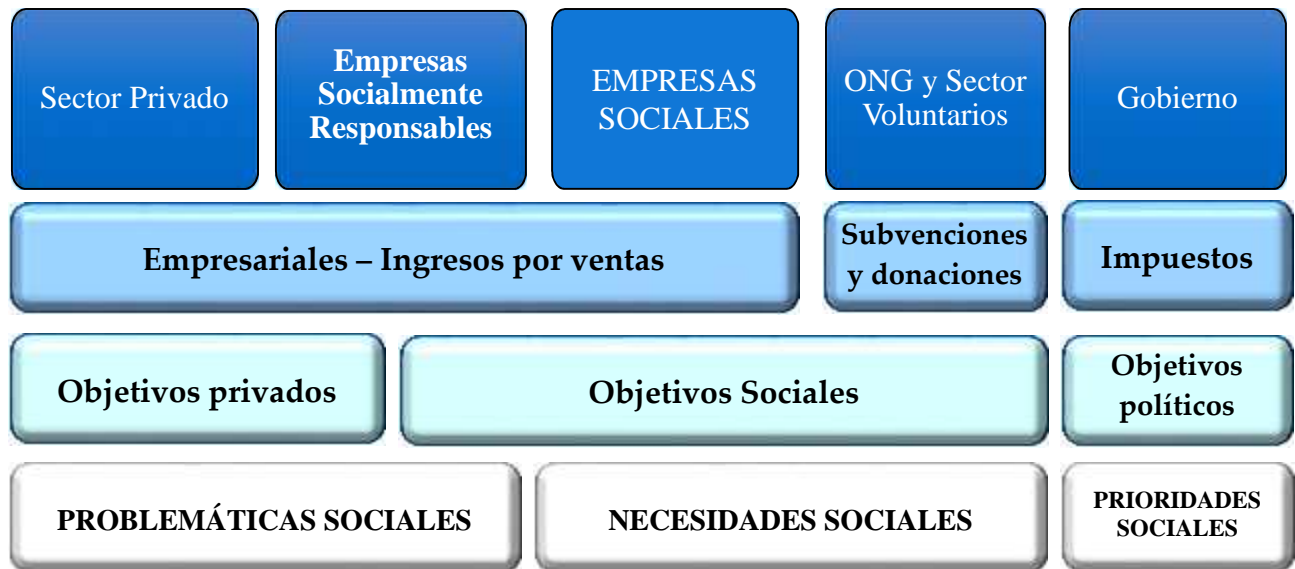 Sector Privado
Empresas
Socialmente
Responsables
EMPRESAS
SOCIALES
ONG y Sector
Voluntarios
Gobierno
Empresariales – Ingresos por ventas
Subvenciones
y donaciones
Impuestos
Objetivos privados
Objetivos Sociales
Objetivos
políticos
PROBLEMÁTICAS SOCIALES
NECESIDADES SOCIALES
PRIORIDADES
SOCIALES